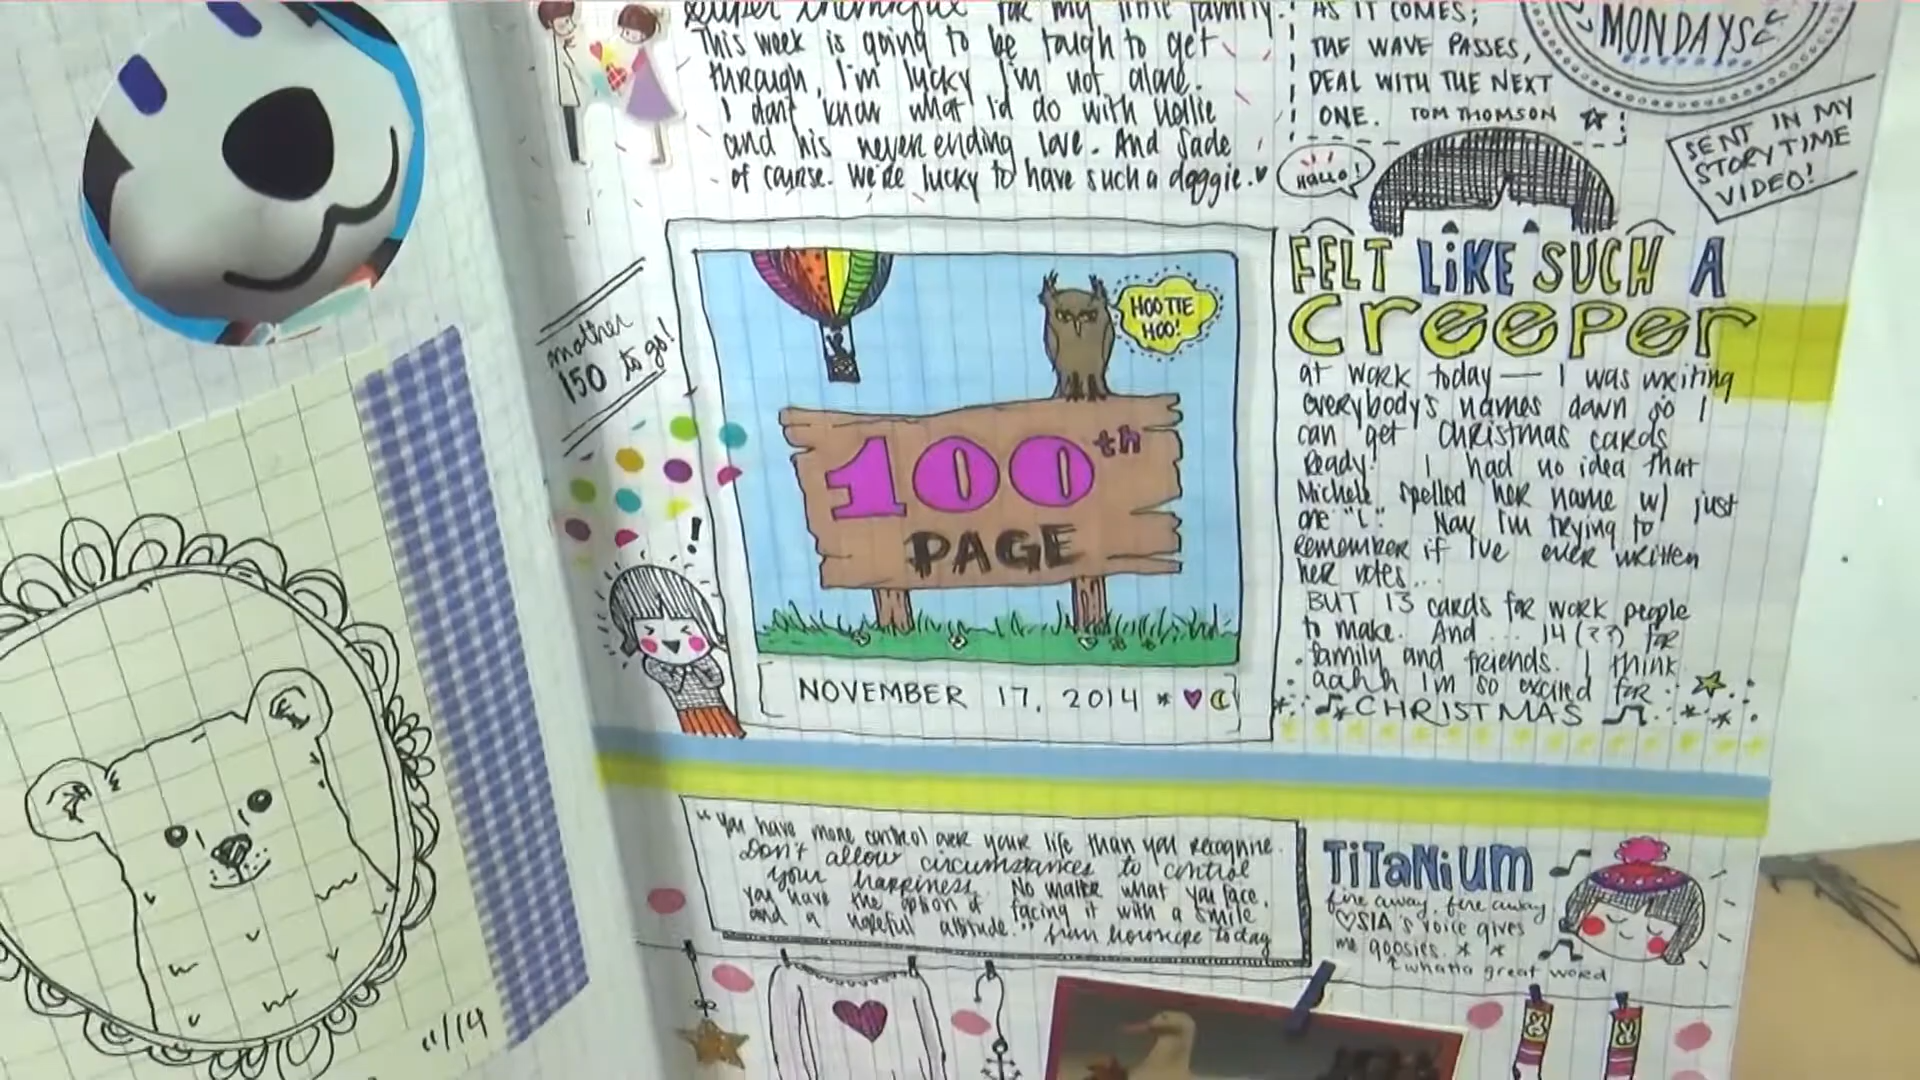 super thankful for my little family.
This week is going to be tough to get
through, I'm lucky I'm not alone.
I don't know what I'd do with Hollie
and his never ending love. And Sade
of course. We're lucky to have such a doggie.
AS IT COMES;
THE WAVE PASSES,
DEAL WITH THE NEXT
ONE. TOM THOMSON
MONDAYS
SENT IN MY
STORYTIME
VIDEO!
HALLO!
another
150 to go!
HOOTIE
HOO!
100th
PAGE
!
NOVEMBER 17, 2014
FELT LIKE SUCH A
CREEPER
at work today — I was writing
everybody's names down so I
can get CHRISTMAS cards
Ready! I had no idea that
Michele spelled her name w/ just
one "L." Now I'm trying to
remember if I've ever written
her notes...
BUT 13 cards for work people
to make. And ... 14(??) for
family and friends. I think
aahh I'm so excited for
CHRISTMAS
"You have more control over your life than you recognize.
Don't allow circumstances to control
your happiness. No matter what you face,
you have the option of facing it with a smile
and a hopeful attitude." from horoscope today
TITANIUM
fire away, fire away
SIA's voice gives
me goosies. * *
* whatta great word
11/14